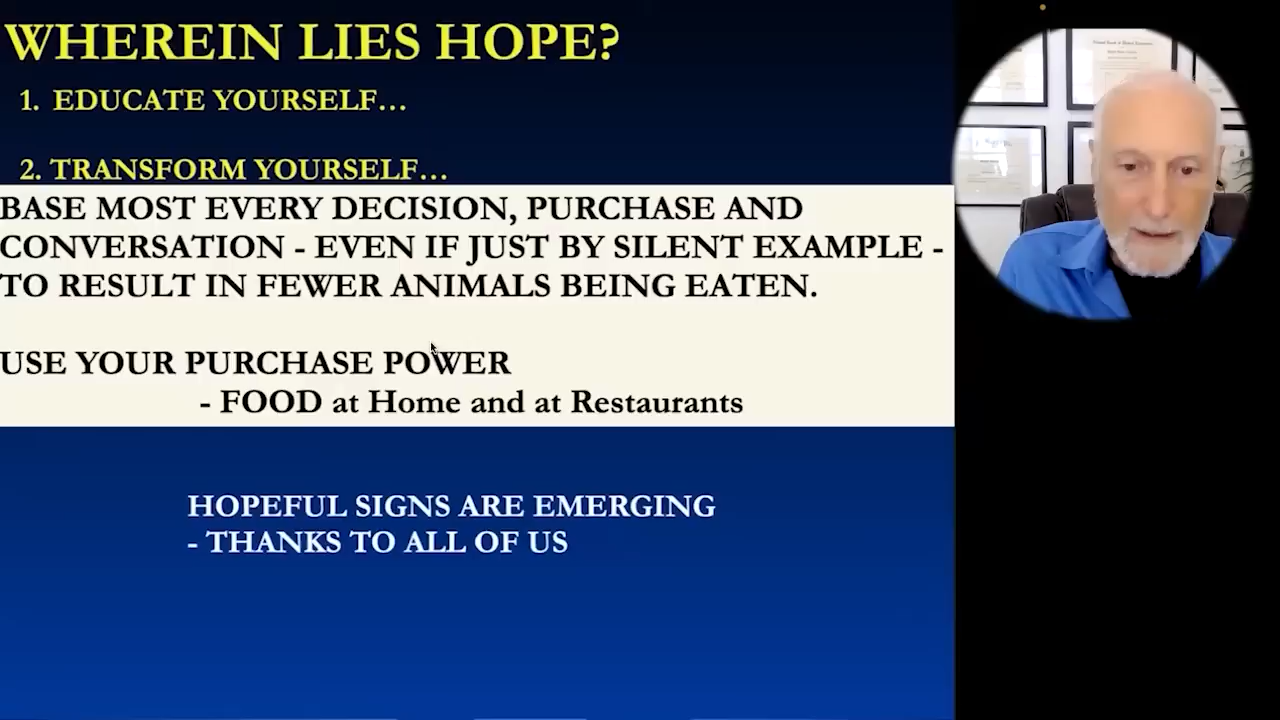 WHEREIN LIES HOPE?
1. EDUCATE YOURSELF...
2. TRANSFORM YOURSELF...
BASE MOST EVERY DECISION, PURCHASE AND
CONVERSATION - EVEN IF JUST BY SILENT EXAMPLE -
TO RESULT IN FEWER ANIMALS BEING EATEN.
USE YOUR PURCHASE POWER
- FOOD at Home and at Restaurants
HOPEFUL SIGNS ARE EMERGING
- THANKS TO ALL OF US